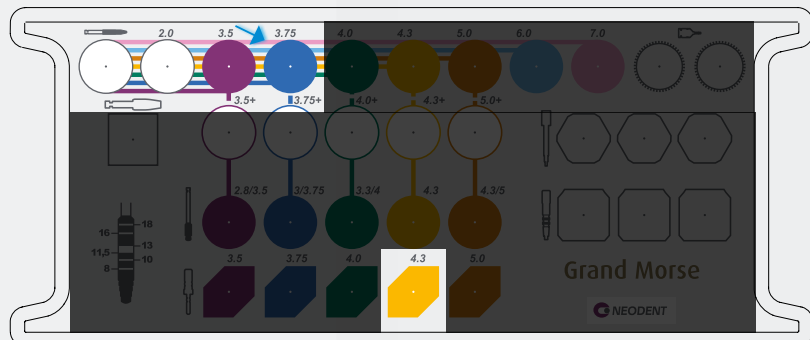 2.0 3.5 3.75 4.0 4.3 5.0 6.0 7.0
3.5+ 3.75+ 4.0+ 4.3+ 5.0+
2.8/3.5 3/3.75 3.3/4 4.3 4.3/5
18
16
13
11,5
10
8
3.5 3.75 4.0 4.3 5.0
Grand Morse
NEODENT